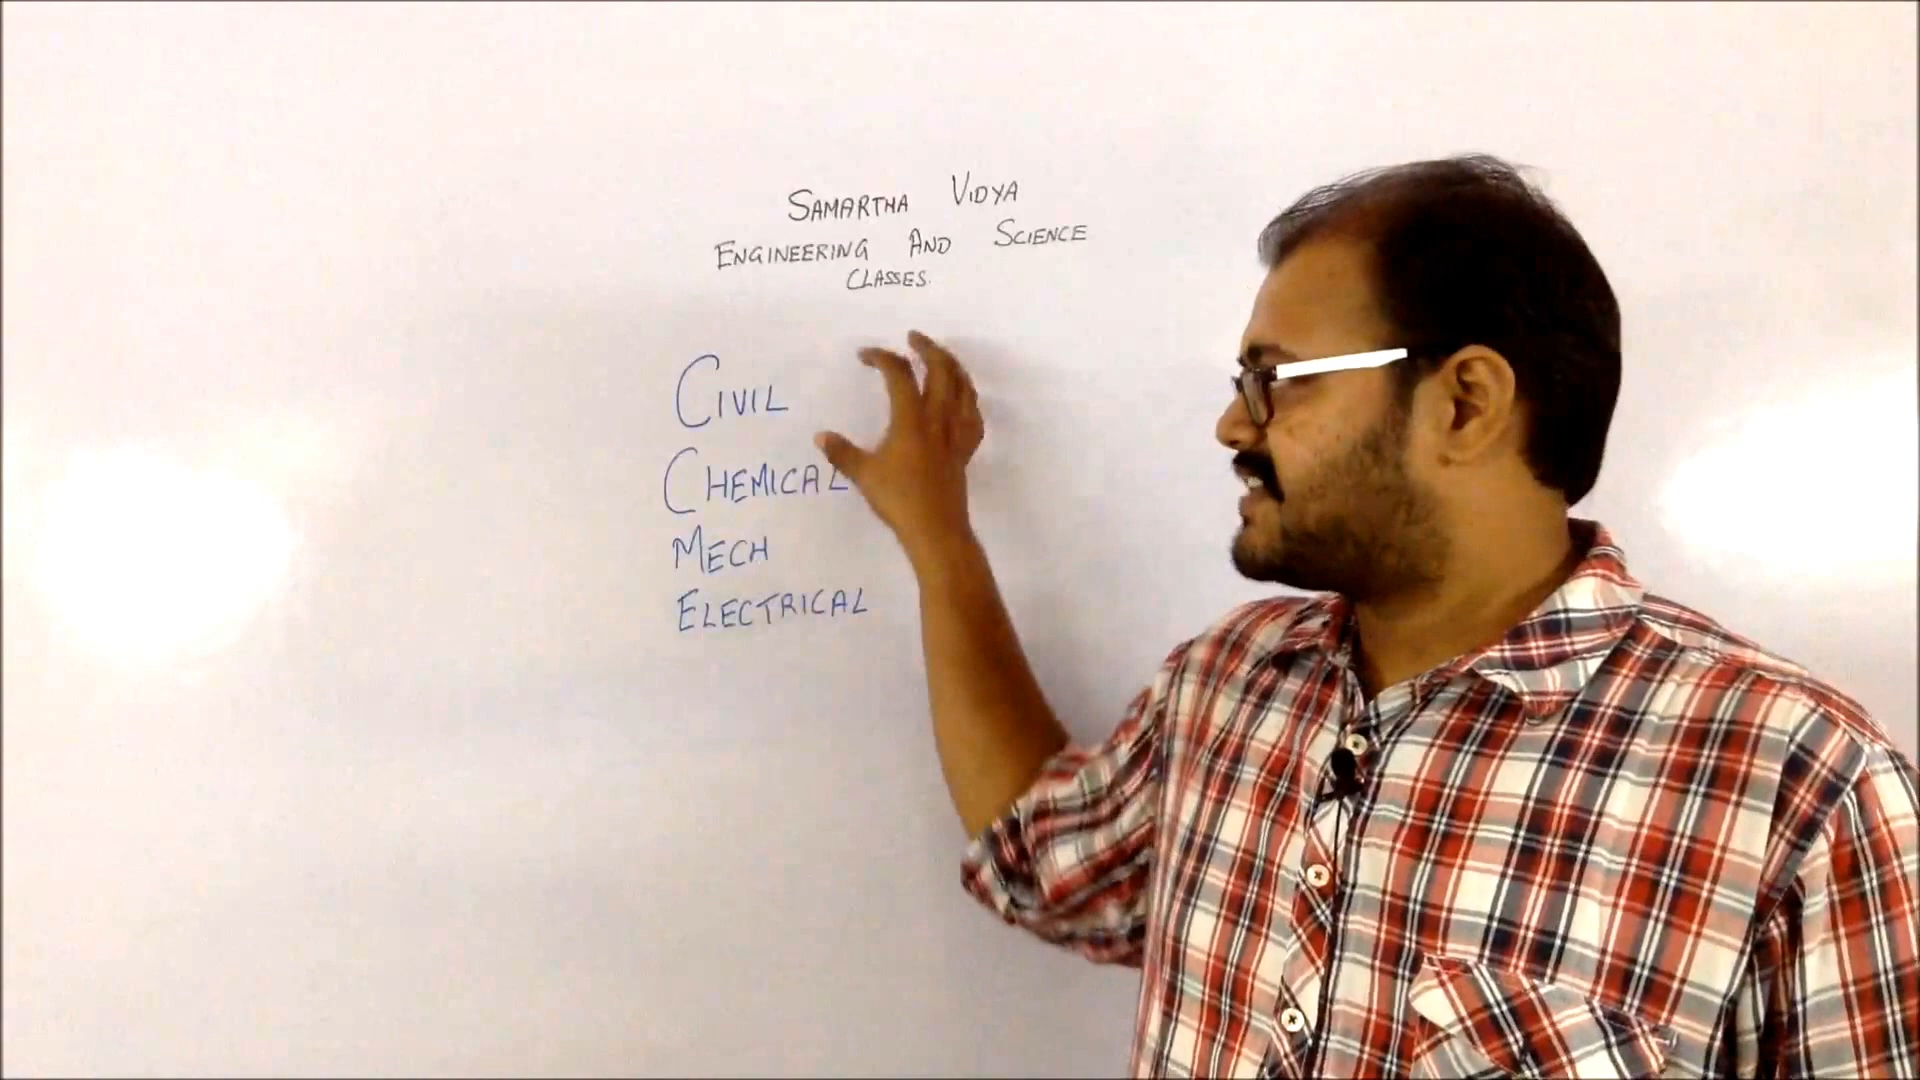 SAMARTHA VIDYA
ENGINEERING AND SCIENCE
CLASSES.
CIVIL
CHEMICAL
MECH
ELECTRICAL